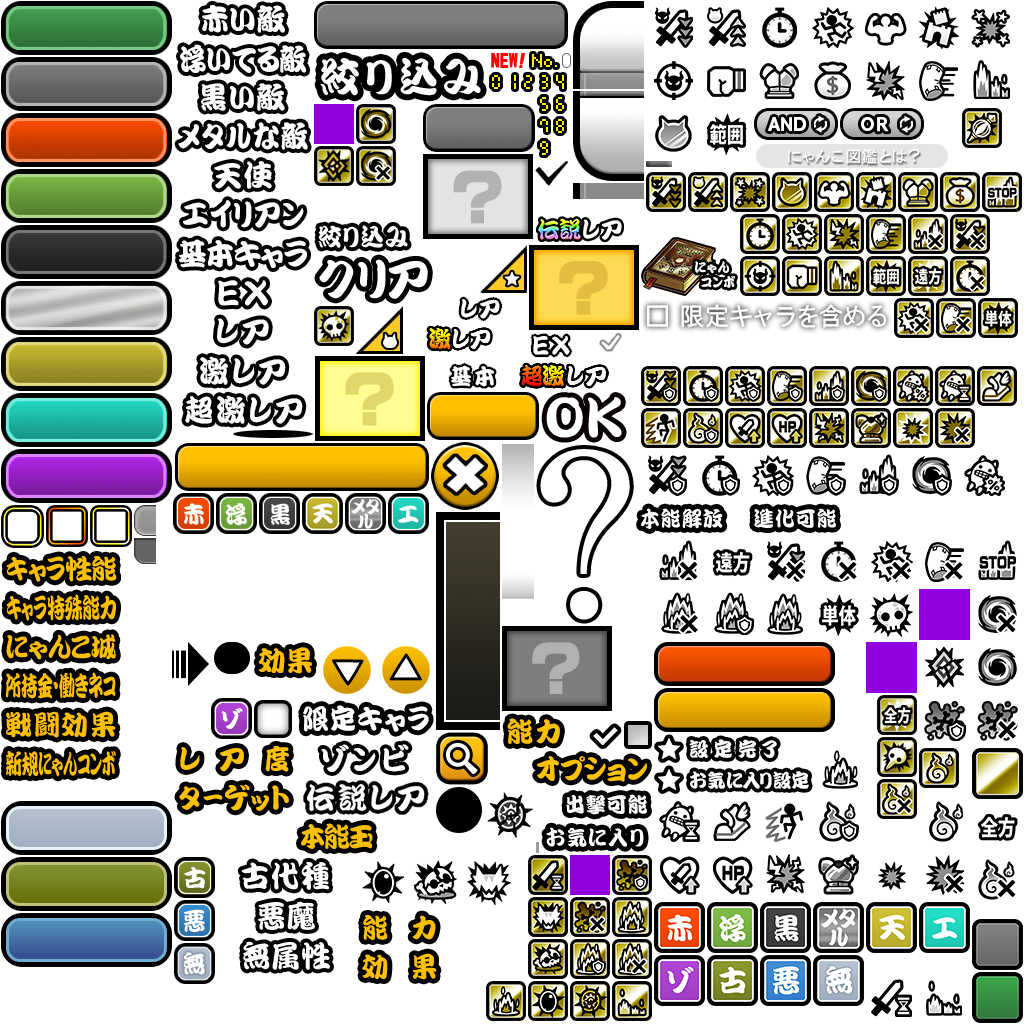 赤い敵
浮いてる敵
黒い敵
メタルな敵
天使
エイリアン
基本キャラ
EX
レア
激レア
超激レア
絞り込み
NEW!
No.
0 1 2 3 4
5 6
7 8
9
絞り込み
クリア
?
伝説レア
?
レア
激レア
EX
基本
超激レア
?
OK
?
?
赤
浮
黒
天
メタル
エ
キャラ性能
キャラ特殊能力
にゃんこ城
所持金・働きネコ
戦闘効果
新規にゃんコンボ
効果
ゾ
限定キャラ
レア度
ゾンビ
ターゲット
伝説レア
本能玉
古
古代種
悪
悪魔
無
無属性
能力
効果
能力
オプション
出撃可能
お気に入り
$
範囲
AND
OR
にゃんこ図鑑とは?
$
STOP
にゃんコンボ
範囲
遠方
限定キャラを含める
単体
HP
%
本能解放
進化可能
遠方
STOP
単体
全方
設定完了
お気に入り設定
全方
HP
赤
浮
黒
メタル
天
エ
ゾ
古
悪
無